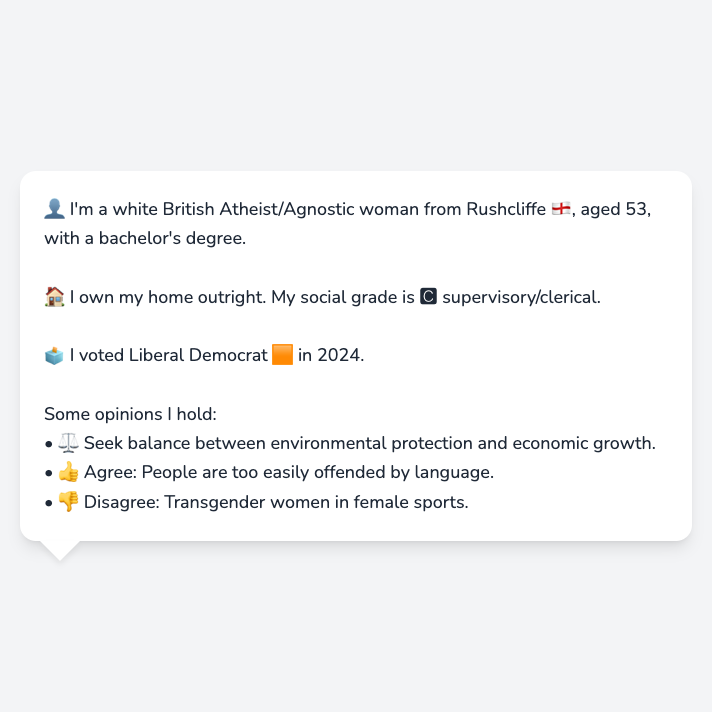 👤 I'm a white British Atheist/Agnostic woman from Rushcliffe 🏴󠁧󠁢󠁥󠁮󠁧󠁿, aged 53,
with a bachelor's degree.
🏠 I own my home outright. My social grade is 🅲 supervisory/clerical.
🗳️ I voted Liberal Democrat 🟧 in 2024.
Some opinions I hold:
• ⚖️ Seek balance between environmental protection and economic growth.
• 👍 Agree: People are too easily offended by language.
• 👎 Disagree: Transgender women in female sports.